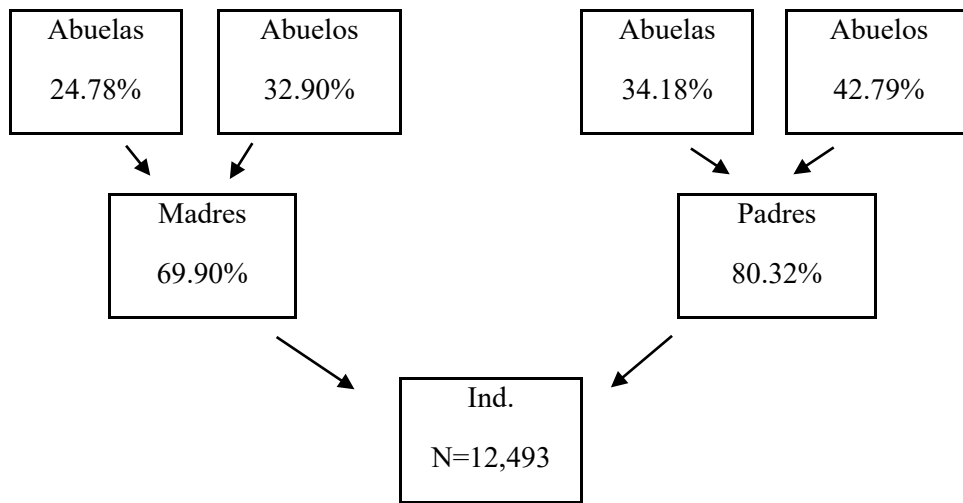 Abuelas
24.78%
Abuelos
32.90%
Abuelas
34.18%
Abuelos
42.79%
Madres
69.90%
Padres
80.32%
Ind.
N=12,493